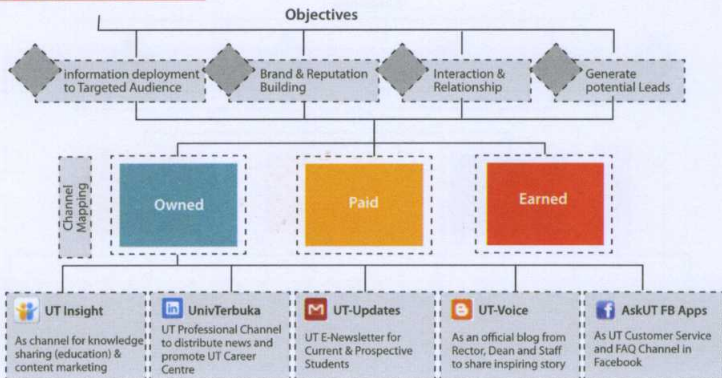 Objectives
Information deployment
to Targeted Audience
Brand & Reputation
Building
Interaction &
Relationship
Generate
potential Leads
Channel
Mapping
Owned
Paid
Earned
UT Insight
As channel for knowledge
sharing (education) &
content marketing
in UnivTerbuka
UT Professional Channel
to distribute news and
promote UT Career
Centre
M UT-Updates
UT E-Newsletter for
Current & Prospective
Students
B UT-Voice
As an official blog from
Rector, Dean and Staff
to share inspiring story
f AskUT FB Apps
As UT Customer Service
and FAQ Channel in
Facebook